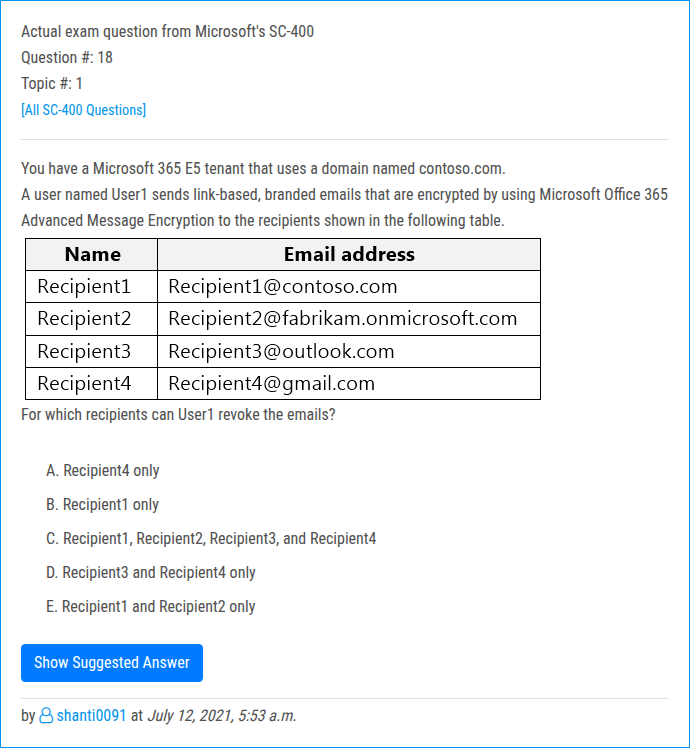 Actual exam question from Microsoft's SC-400
Question #: 18
Topic #: 1
[All SC-400 Questions]
You have a Microsoft 365 E5 tenant that uses a domain named contoso.com.
A user named User1 sends link-based, branded emails that are encrypted by using Microsoft Office 365
Advanced Message Encryption to the recipients shown in the following table.
Name Email address
Recipient1 Recipient1@contoso.com
Recipient2 Recipient2@fabrikam.onmicrosoft.com
Recipient3 Recipient3@outlook.com
Recipient4 Recipient4@gmail.com
For which recipients can User1 revoke the emails?
A. Recipient4 only
B. Recipient1 only
C. Recipient1, Recipient2, Recipient3, and Recipient4
D. Recipient3 and Recipient4 only
E. Recipient1 and Recipient2 only
Show Suggested Answer
by shanti0091 at July 12, 2021, 5:53 a.m.